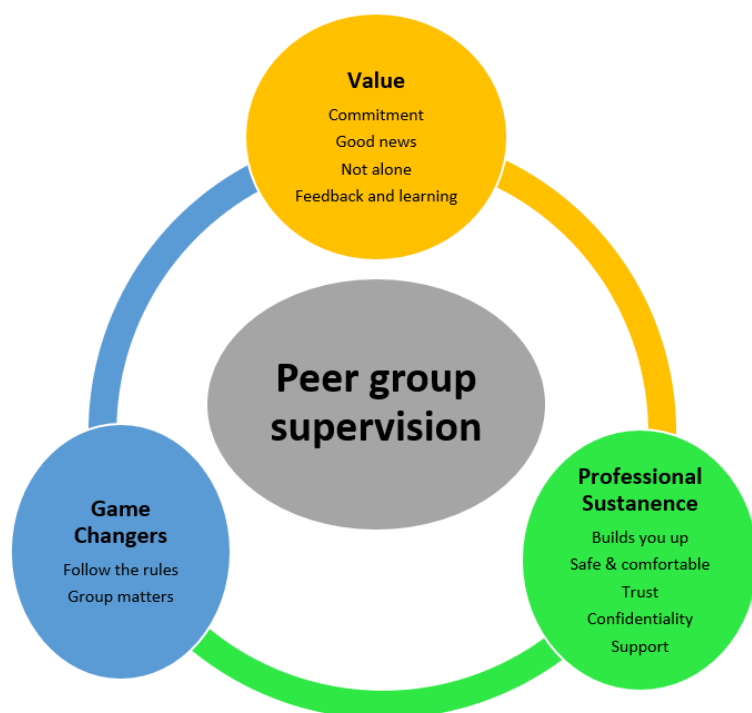 Value
Commitment
Good news
Not alone
Feedback and learning
Peer group
supervision
Game
Changers
Follow the rules
Group matters
Professional
Sustanence
Builds you up
Safe & comfortable
Trust
Confidentiality
Support